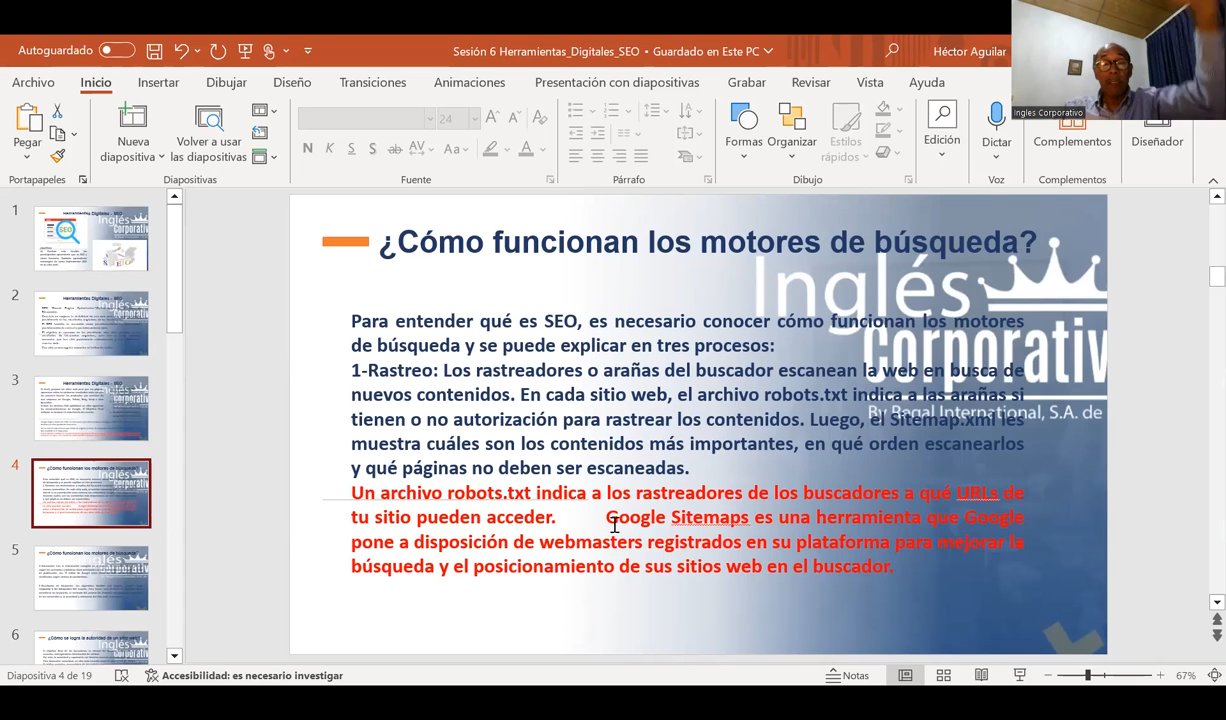 Autoguardado
Sesión 6 Herramientas_Digitales_SEO • Guardado en Este PC
Héctor Aguilar
Archivo Inicio Insertar Dibujar Diseño Transiciones Animaciones Presentación con diapositivas Grabar Revisar Vista Ayuda
Ingles Corporativo
Pegar
Nueva diapositiva
Volver a usar las diapositivas
24
N K S S ab AV Aa A
Formas
Organizar
Estilos rápidos
Edición
Dictar
Complementos
Diseñador
Portapapeles Diapositivas Fuente Párrafo Dibujo Voz Complementos
1
2
3
4
5
6
¿Cómo funcionan los motores de búsqueda?
Para entender qué es SEO, es necesario conocer cómo funcionan los motores
de búsqueda y se puede explicar en tres procesos:
1-Rastreo: Los rastreadores o arañas del buscador escanean la web en busca de
nuevos contenidos. En cada sitio web, el archivo robots.txt indica a las arañas si
tienen o no autorización para rastrear los contenidos. Luego, el Sitemap.xml les
muestra cuáles son los contenidos más importantes, en qué orden escanearlos
y qué páginas no deben ser escaneadas.
Un archivo robots.txt indica a los rastreadores de los buscadores a qué URLs de
tu sitio pueden acceder. Google Sitemaps es una herramienta que Google
pone a disposición de webmasters registrados en su plataforma para mejorar la
búsqueda y el posicionamiento de sus sitios web en el buscador.
Inglés
Corporativ
By Regal International, S.A. de
Diapositiva 4 de 19
Accesibilidad: es necesario investigar
Notas
67%